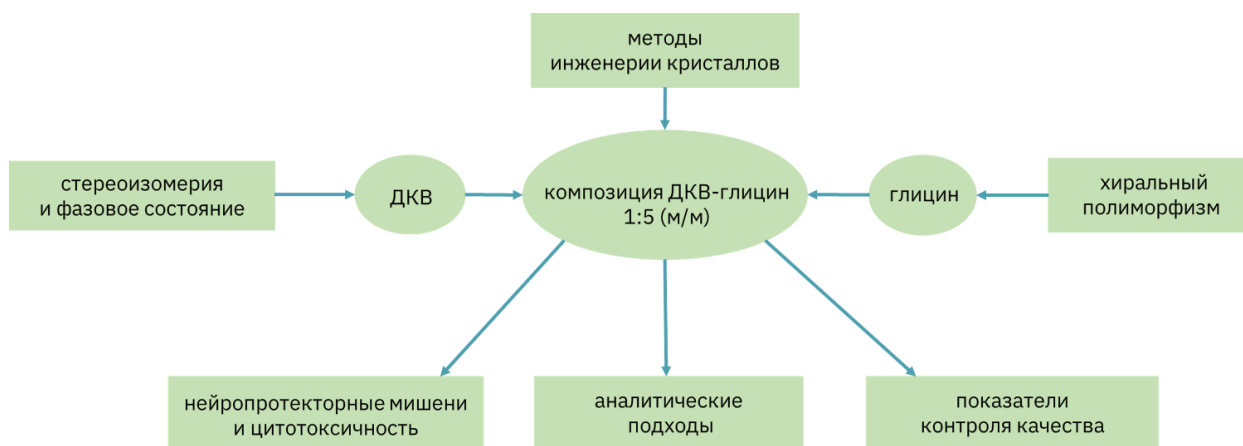 методы
инженерии кристаллов
стереоизомерия
и фазовое состояние
ДКВ
композиция ДКВ-глицин
1:5 (м/м)
глицин
хиральный
полиморфизм
нейропротекторные мишени
и цитотоксичность
аналитические
подходы
показатели
контроля качества